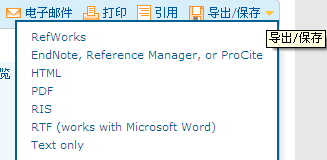 电子邮件 打印 引用 导出/保存
RefWorks
导出/保存
EndNote, Reference Manager, or ProCite
览 HTML
PDF
RIS
RTF (works with Microsoft Word)
Text only